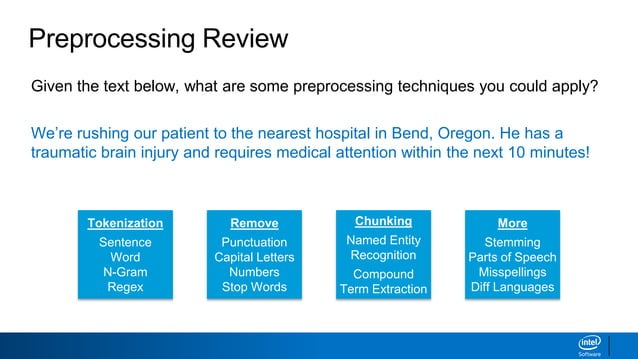 Preprocessing Review
Given the text below, what are some preprocessing techniques you could apply?
We’re rushing our patient to the nearest hospital in Bend, Oregon. He has a
traumatic brain injury and requires medical attention within the next 10 minutes!
Tokenization
Sentence
Word
N-Gram
Regex
Remove
Punctuation
Capital Letters
Numbers
Stop Words
Chunking
Named Entity
Recognition
Compound
Term Extraction
More
Stemming
Parts of Speech
Misspellings
Diff Languages
intel
Software